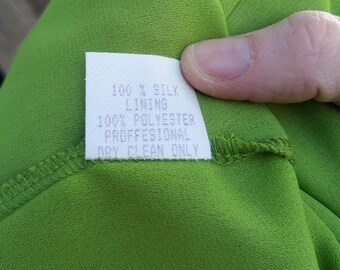 100 % SILK
LINING
100% POLYESTER
PROFFESIONAL
DRY CLEAN ONLY